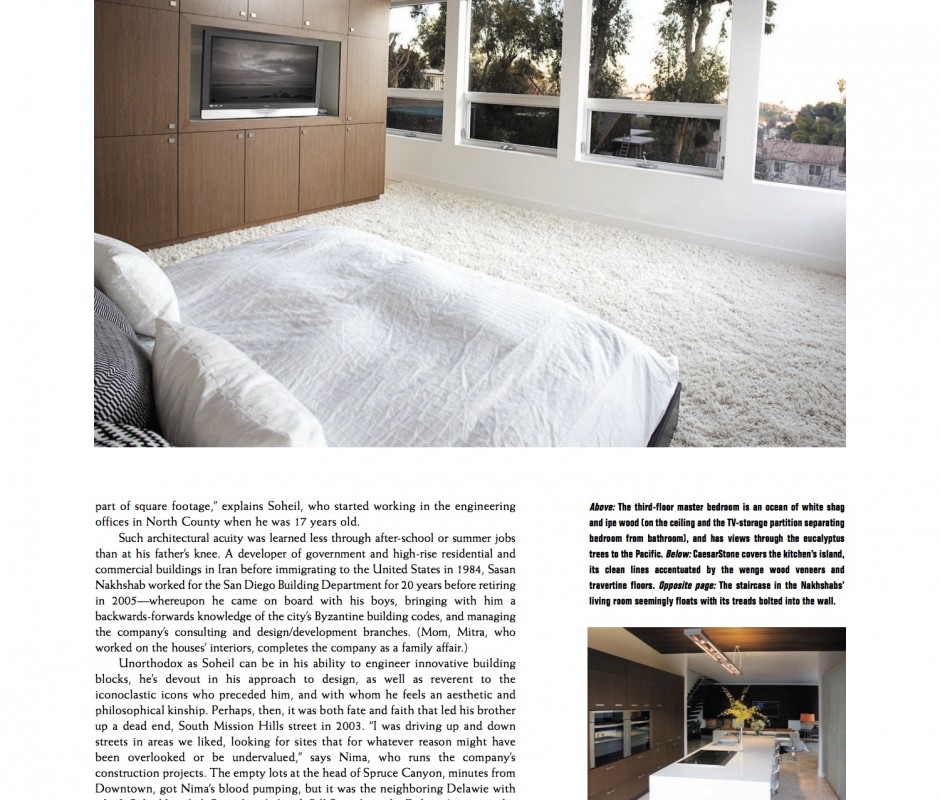 part of square footage,” explains Soheil, who started working in the engineering
offices in North County when he was 17 years old.
Such architectural acuity was learned less through after-school or summer jobs
than at his father’s knee. A developer of government and high-rise residential and
commercial buildings in Iran before immigrating to the United States in 1984, Sasan
Nakhshab worked for the San Diego Building Department for 20 years before retiring
in 2005—whereupon he came on board with his boys, bringing with him a
backwards-forwards knowledge of the city’s Byzantine building codes, and managing
the company’s consulting and design/development branches. (Mom, Mitra, who
worked on the houses’ interiors, completes the company as a family affair.)
Unorthodox as Soheil can be in his ability to engineer innovative building
blocks, he’s devout in his approach to design, as well as reverent to the
iconoclastic icons who preceded him, and with whom he feels an aesthetic and
philosophical kinship. Perhaps, then, it was both fate and faith that led his brother
up a dead end, South Mission Hills street in 2003. “I was driving up and down
streets in areas we liked, looking for sites that for whatever reason might have
been overlooked or be undervalued,” says Nima, who runs the company’s
construction projects. The empty lots at the head of Spruce Canyon, minutes from
Downtown, got Nima’s blood pumping, but it was the neighboring Delawie with
Above: The third-floor master bedroom is an ocean of white shag
and ipe wood (on the ceiling and the TV-storage partition separating
bedroom from bathroom), and has views through the eucalyptus
trees to the Pacific. Below: CaesarStone covers the kitchen’s island,
its clean lines accentuated by the wenge wood veneers and
travertine floors. Opposite page: The staircase in the Nakhshabs’
living room seemingly floats with its treads bolted into the wall.